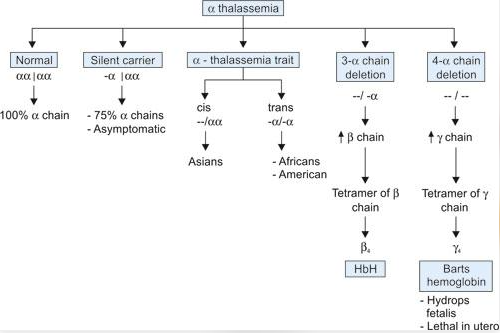 α thalassemia
Normal
αα|αα
100% α chain
Silent carrier
-α |αα
- 75% α chains
- Asymptomatic
α - thalassemia trait
cis
--/αα
Asians
trans
-α/-α
- Africans
- American
3-α chain
deletion
--/ -α
↑ β chain
Tetramer of β
chain
β₄
HbH
4-α chain
deletion
-- / --
↑ γ chain
Tetramer of γ
chain
γ₄
Barts
hemoglobin
- Hydrops
fetalis
- Lethal in utero